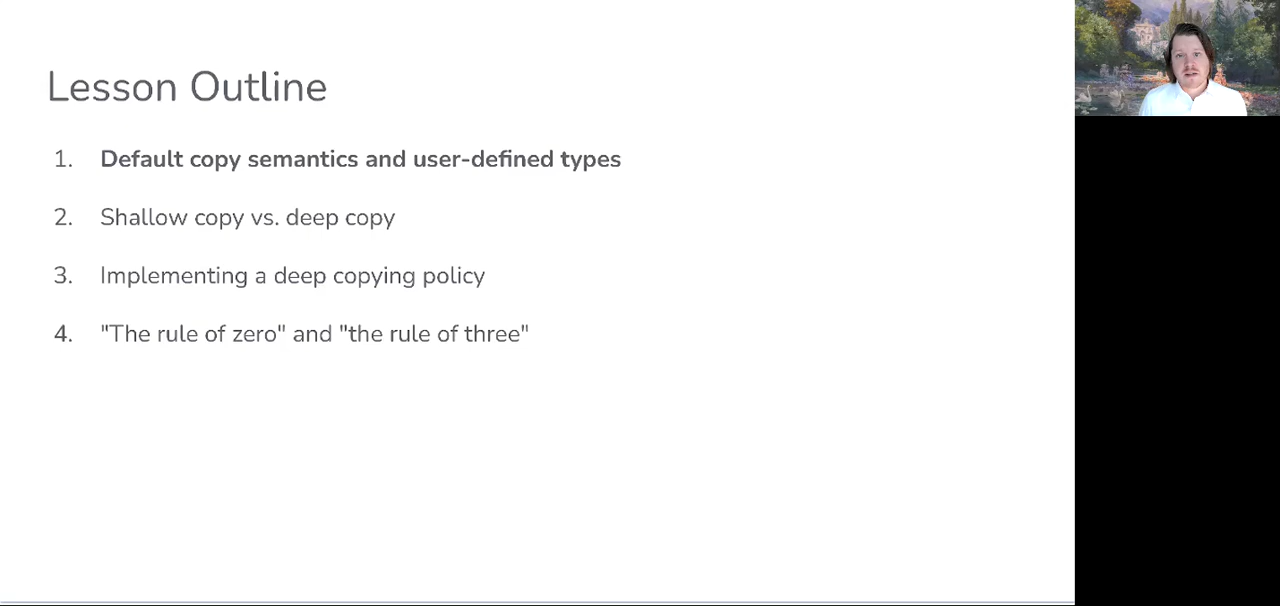 Lesson Outline
1. Default copy semantics and user-defined types
2. Shallow copy vs. deep copy
3. Implementing a deep copying policy
4. "The rule of zero" and "the rule of three"